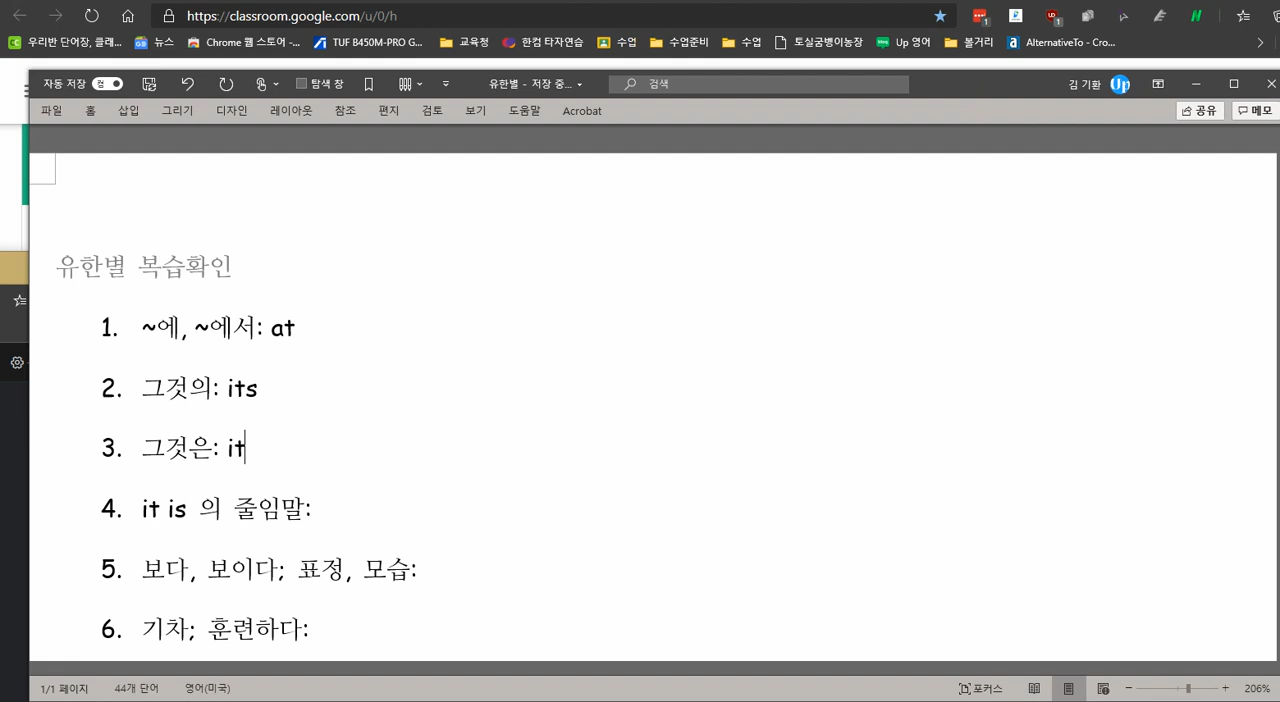 https://classroom.google.com/u/0/h
우리반 단어장, 클래... 뉴스 Chrome 웹 스토어 -... TUF B450M-PRO G... 교육청 한컴 타자연습 수업 수업준비 수업 토실궁뱅이농장 Up 영어 볼거리 AlternativeTo - Cro...
자동 저장 컴 탐색 창 유한별 - 저장 중... 검색 김 기환 Up
파일 홈 삽입 그리기 디자인 레이아웃 참조 편지 검토 보기 도움말 Acrobat 공유 메모
유한별 복습확인
1. ~에, ~에서: at
2. 그것의: its
3. 그것은: it
4. it is 의 줄임말:
5. 보다, 보이다; 표정, 모습:
6. 기차; 훈련하다:
1/1 페이지 44개 단어 영어(미국) 포커스 206%